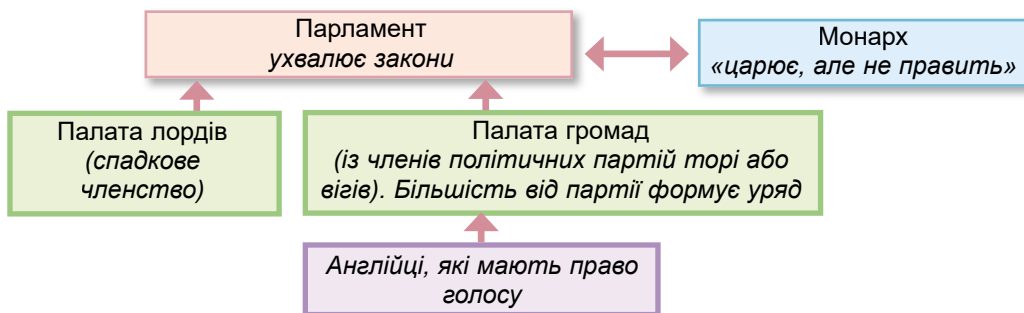 Парламент
ухвалює закони
Монарх
«царює, але не править»
Палата лордів
(спадкове
членство)
Палата громад
(із членів політичних партій торі або
вігів). Більшість від партії формує уряд
Англійці, які мають право
голосу